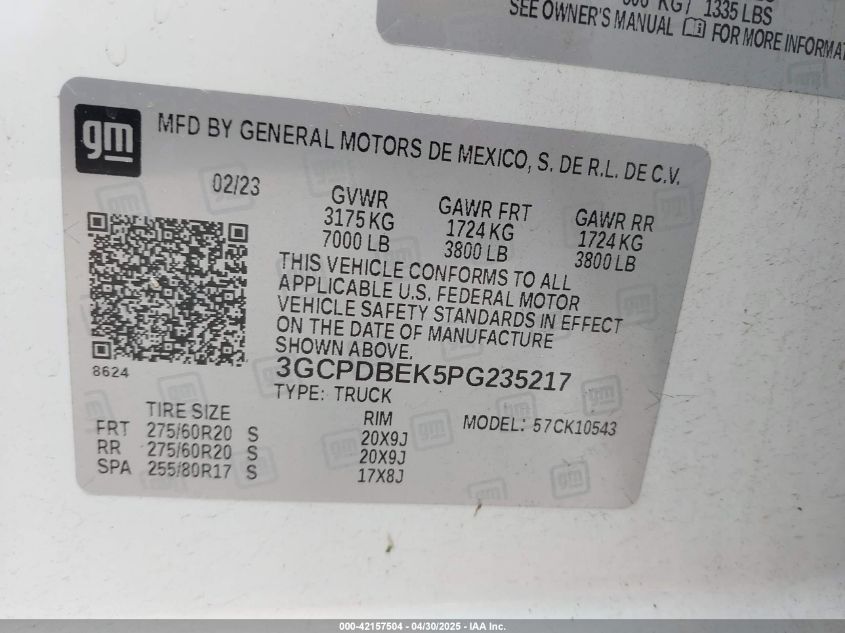 KG / 1335 LBS
SEE OWNER'S MANUAL FOR MORE INFORMA
gm
MFD BY GENERAL MOTORS DE MEXICO, S. DE R.L. DE C.V.
02/23
GVWR GAWR FRT GAWR RR
3175 KG 1724 KG 1724 KG
7000 LB 3800 LB 3800 LB
THIS VEHICLE CONFORMS TO ALL
APPLICABLE U.S. FEDERAL MOTOR
VEHICLE SAFETY STANDARDS IN EFFECT
ON THE DATE OF MANUFACTURE
SHOWN ABOVE.
8624
3GCPDBEK5PG235217
TYPE: TRUCK
TIRE SIZE RIM MODEL: 57CK10543
FRT 275/60R20 S 20X9J
RR 275/60R20 S 20X9J
SPA 255/80R17 S 17X8J
000-42157504 - 04/30/2025 - IAA Inc.